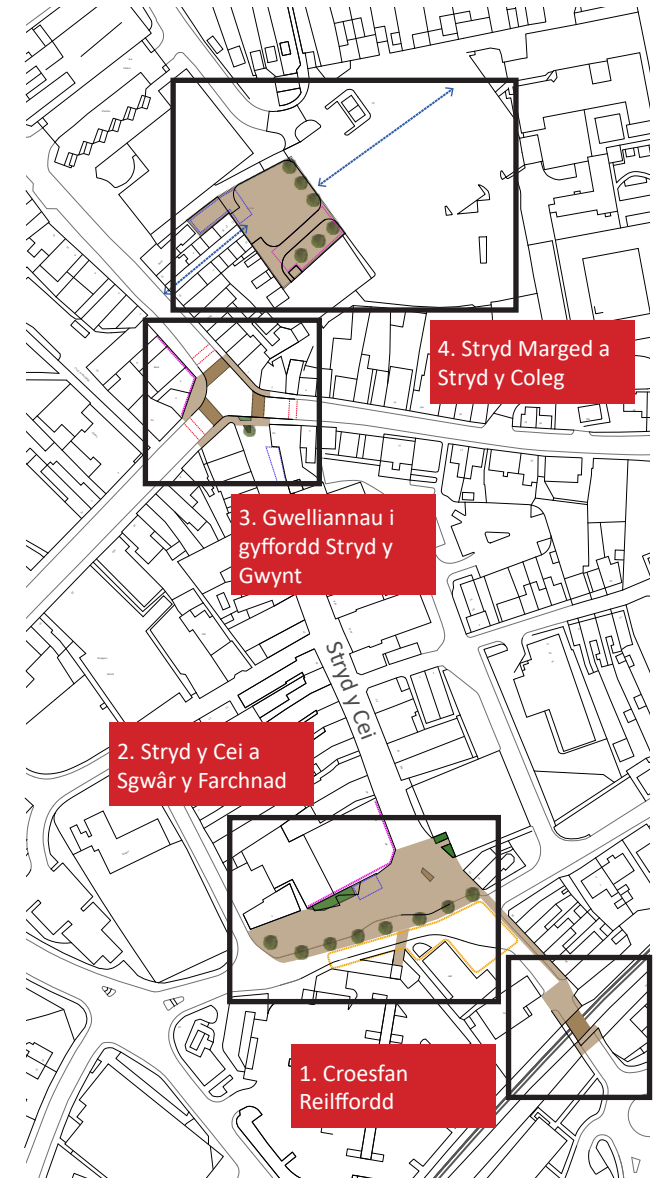 4. Stryd Marged a
Stryd y Coleg
3. Gwelliannau i
gyffordd Stryd y
Gwynt
Stryd y Cei
2. Stryd y Cei a
Sgwâr y Farchnad
1. Croesfan
Reilffordd